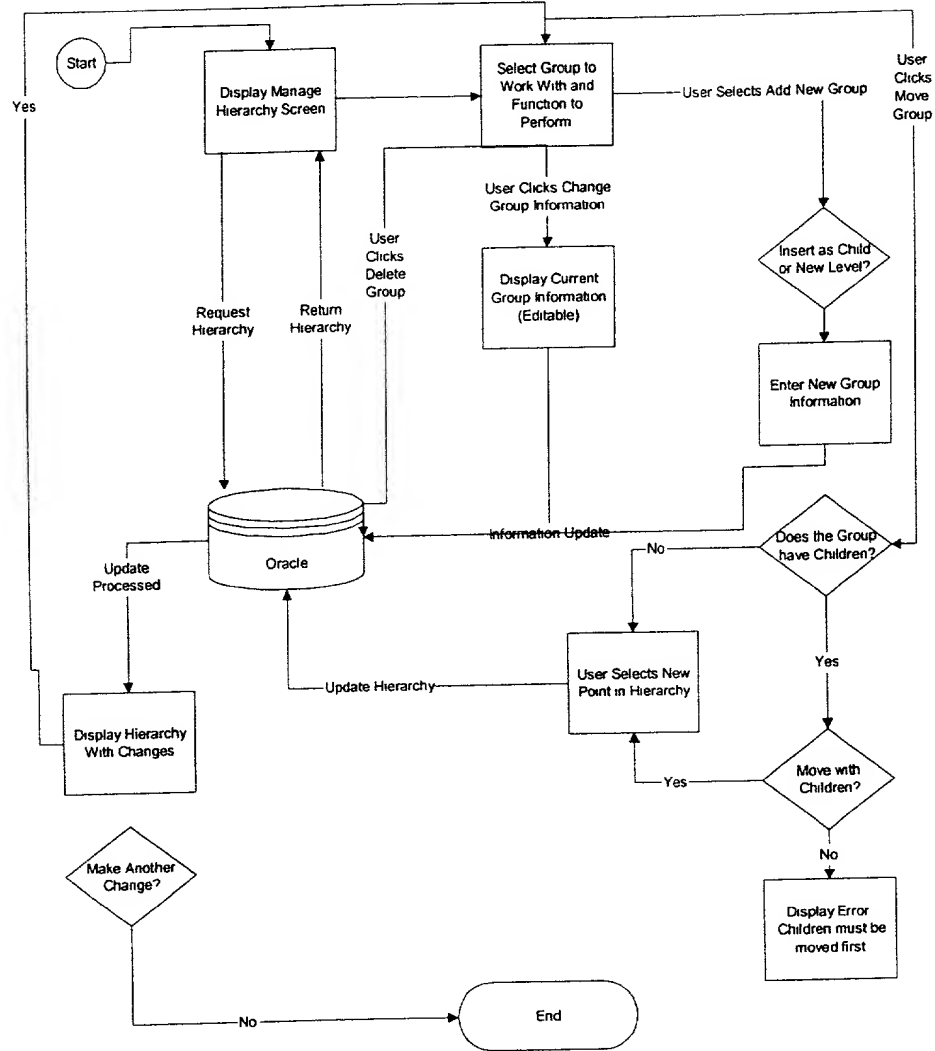 Start
Yes
Display Manage
Hierarchy Screen
Select Group to
Work With and
Function to
Perform
User Selects Add New Group
User
Clicks
Move
Group
User Clicks Change
Group Information
User
Clicks
Delete
Group
Insert as Child
or New Level?
Display Current
Group Information
(Editable)
Request
Hierarchy
Return
Hierarchy
Enter New Group
Information
Information Update
Oracle
Does the Group
have Children?
No
Update
Processed
Yes
User Selects New
Point in Hierarchy
Update Hierarchy
Display Hierarchy
With Changes
Move with
Children?
Yes
No
Make Another
Change?
Display Error
Children must be
moved first
No
End